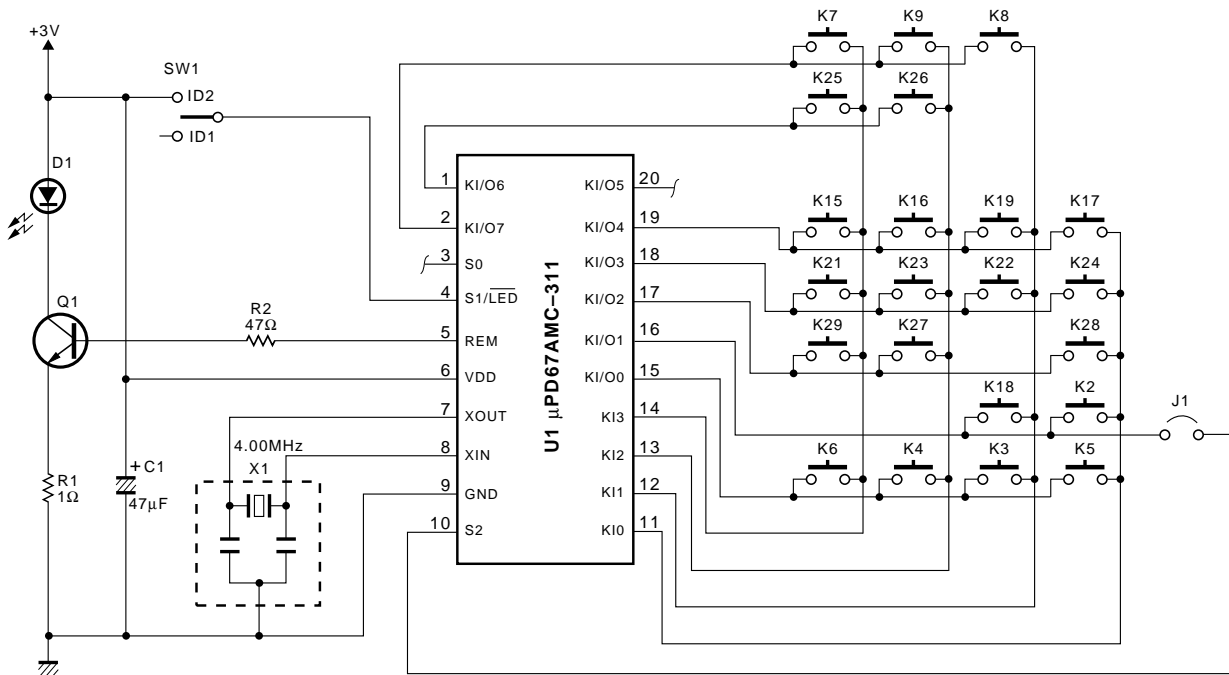 +3V
SW1
ID2
ID1
D1
Q1
R2
47Ω
R1
1Ω
+C1
47μF
4.00MHz
X1
U1 μPD67AMC–311
1 KI/O6
2 KI/O7
3 S0
4 S1/LED
5 REM
6 VDD
7 XOUT
8 XIN
9 GND
10 S2
KI/O5 20
KI/O4 19
KI/O3 18
KI/O2 17
KI/O1 16
KI/O0 15
KI3 14
KI2 13
KI1 12
KI0 11
K7 K9 K8
K25 K26
K15 K16 K19 K17
K21 K23 K22 K24
K29 K27 K28
K18 K2 J1
K6 K4 K3 K5